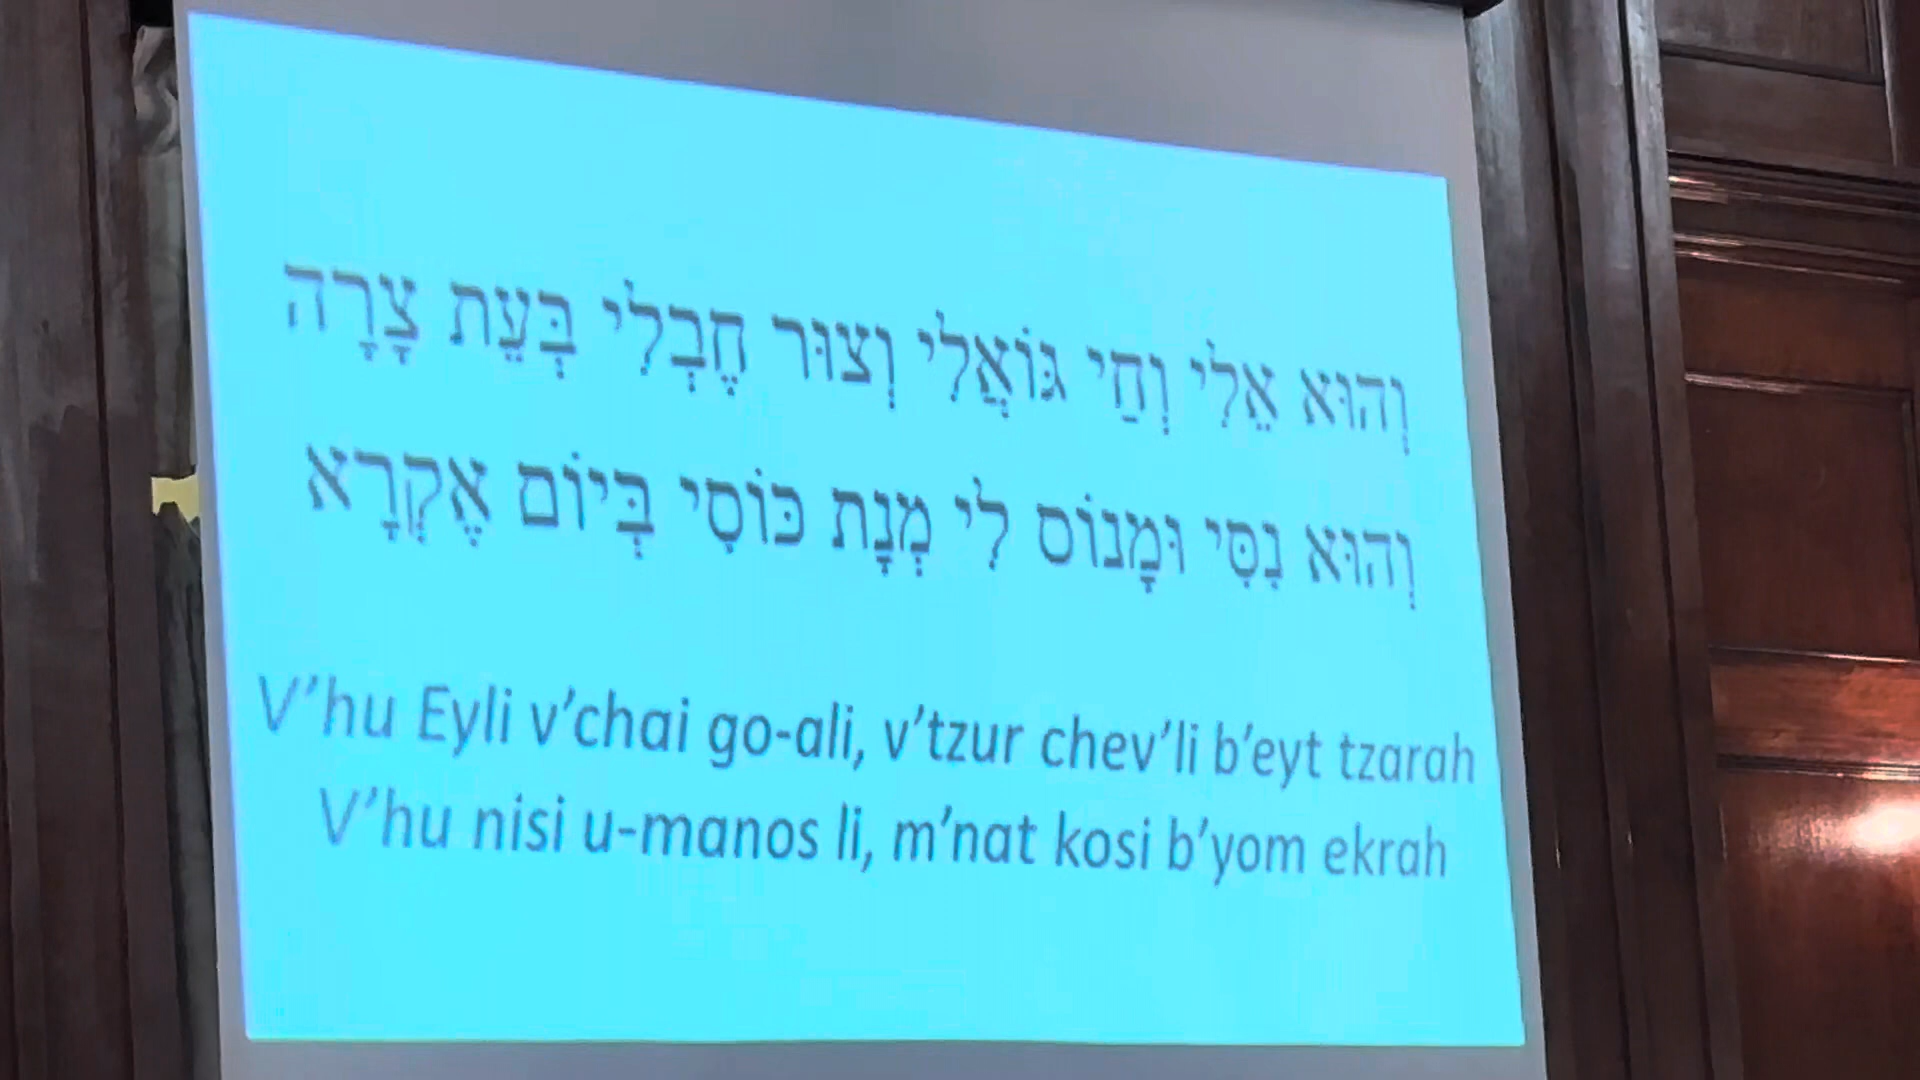 וְהוּא אֵלִי וְחַי גּוֹאֲלִי וְצוּר חֶבְלִי בְּעֵת צָרָה
וְהוּא נִסִּי וּמָנוֹס לִי מְנָת כּוֹסִי בְּיוֹם אֶקְרָא
V’hu Eyli v’chai go-ali, v’tzur chev’li b’eyt tzarah
V’hu nisi u-manos li, m’nat kosi b’yom ekrah